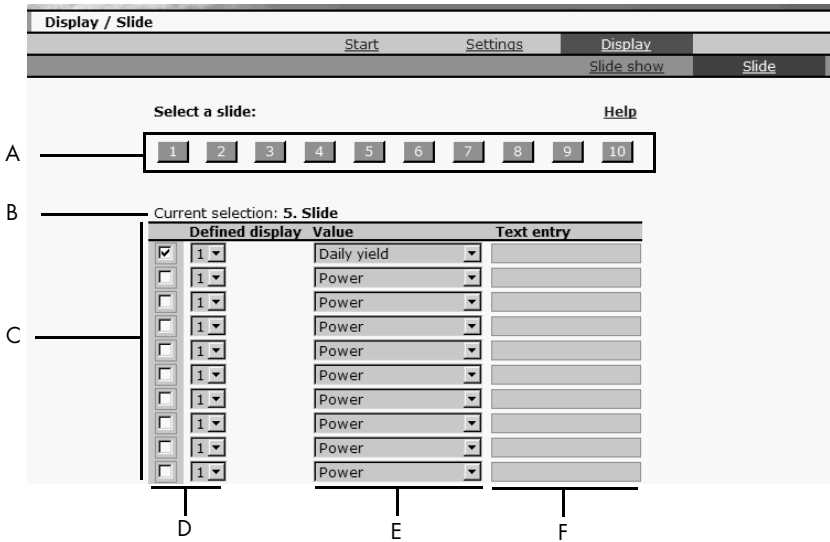 Display / Slide
Start Settings Display
Slide show Slide
Select a slide: Help
A 1 2 3 4 5 6 7 8 9 10
B Current selection: 5. Slide
Defined display Value Text entry
1 Daily yield
1 Power
1 Power
1 Power
C 1 Power
1 Power
1 Power
1 Power
1 Power
1 Power
D E F